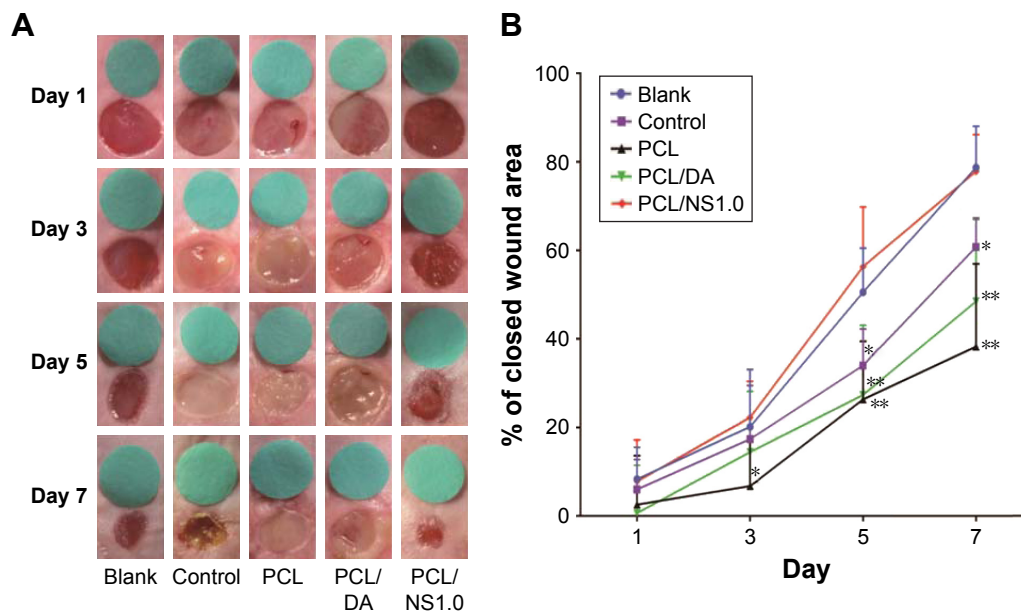 A
Day 1
Day 3
Day 5
Day 7
Blank
Control
PCL
PCL/
DA
PCL/
NS1.0
B
% of closed wound area
100
80
60
40
20
0
Blank
Control
PCL
PCL/DA
PCL/NS1.0
*
*
**
**
*
**
**
1
3
5
7
Day